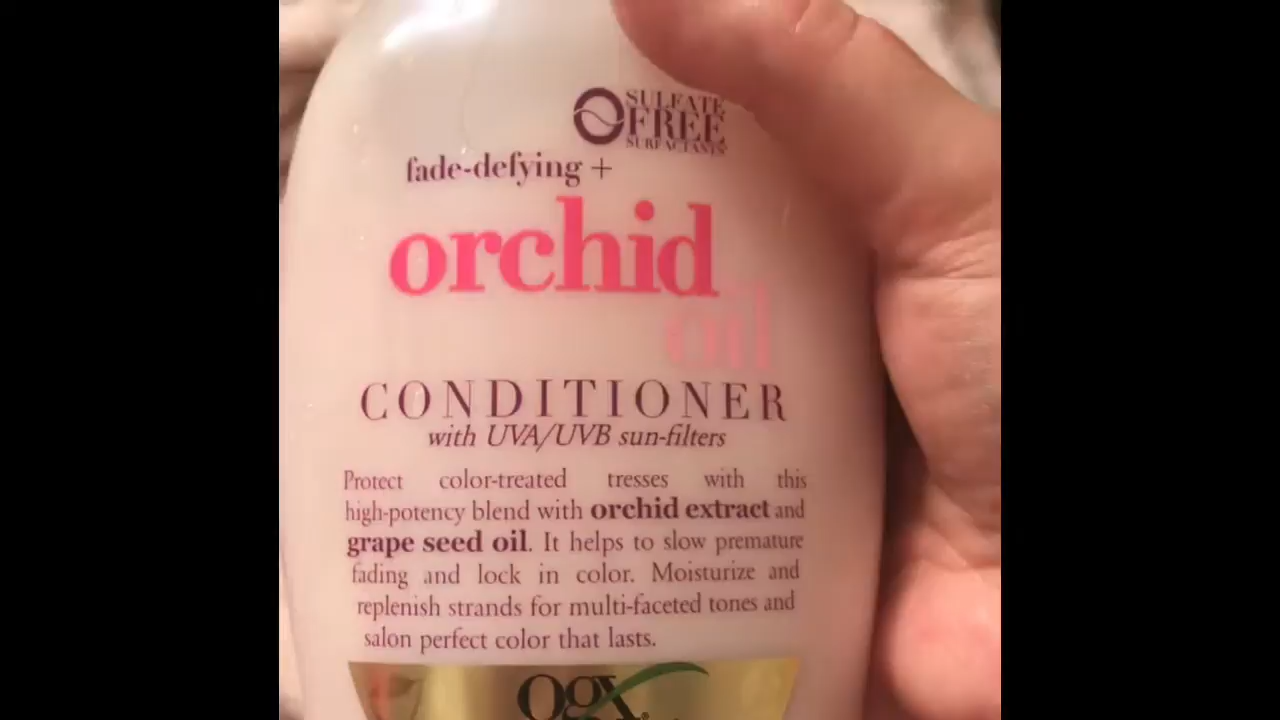 SULFATE
FREE
SURFACTANTS
fade-defying +
orchid
oil
CONDITIONER
with UVA/UVB sun-filters
Protect color-treated tresses with this
high-potency blend with orchid extract and
grape seed oil. It helps to slow premature
fading and lock in color. Moisturize and
replenish strands for multi-faceted tones and
salon perfect color that lasts.
ogx®